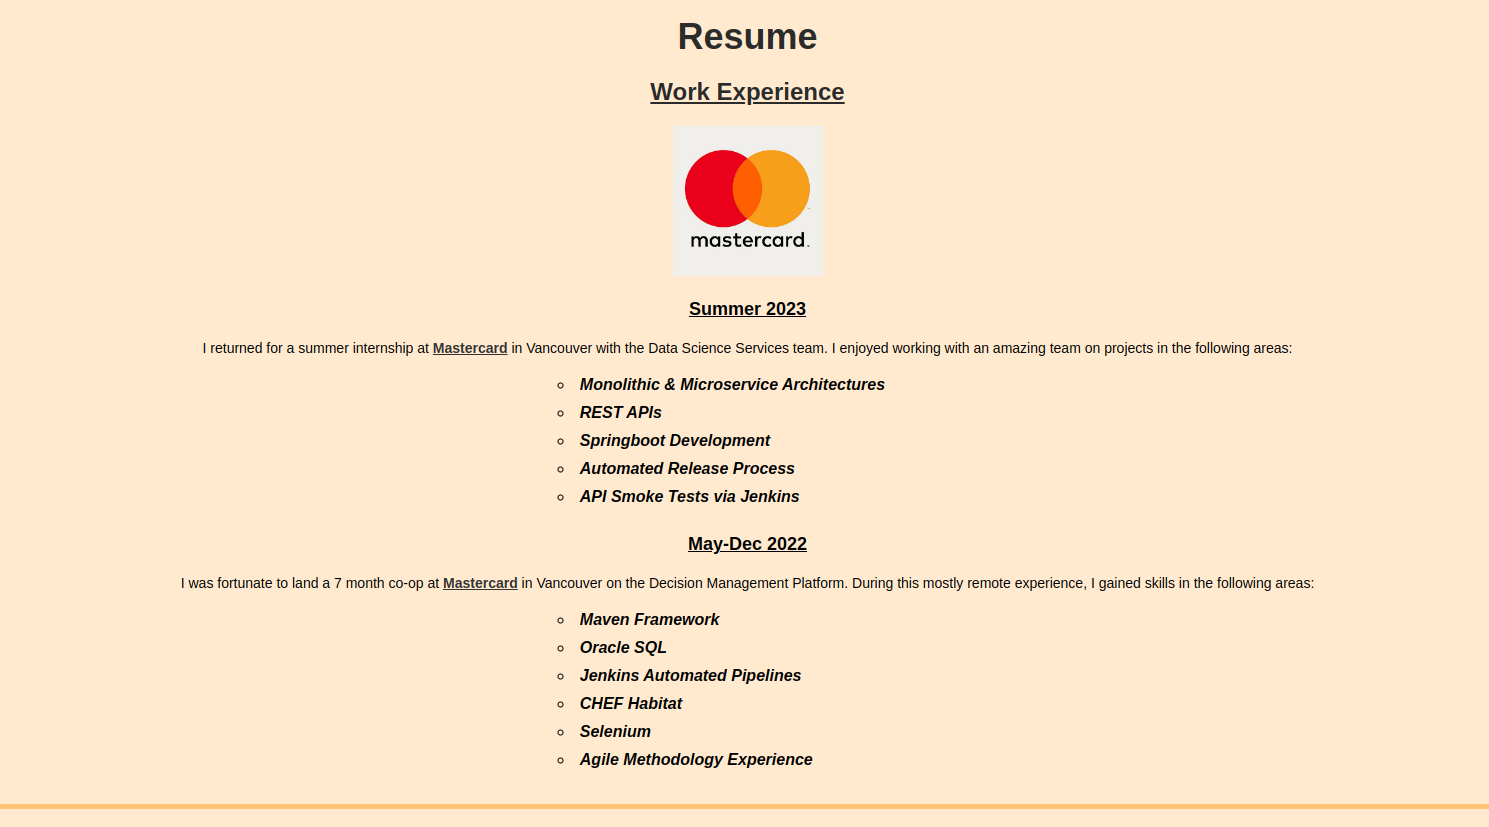 Resume
Work Experience
mastercard.
Summer 2023
I returned for a summer internship at Mastercard in Vancouver with the Data Science Services team. I enjoyed working with an amazing team on projects in the following areas:
Monolithic & Microservice Architectures
REST APIs
Springboot Development
Automated Release Process
API Smoke Tests via Jenkins
May-Dec 2022
I was fortunate to land a 7 month co-op at Mastercard in Vancouver on the Decision Management Platform. During this mostly remote experience, I gained skills in the following areas:
Maven Framework
Oracle SQL
Jenkins Automated Pipelines
CHEF Habitat
Selenium
Agile Methodology Experience